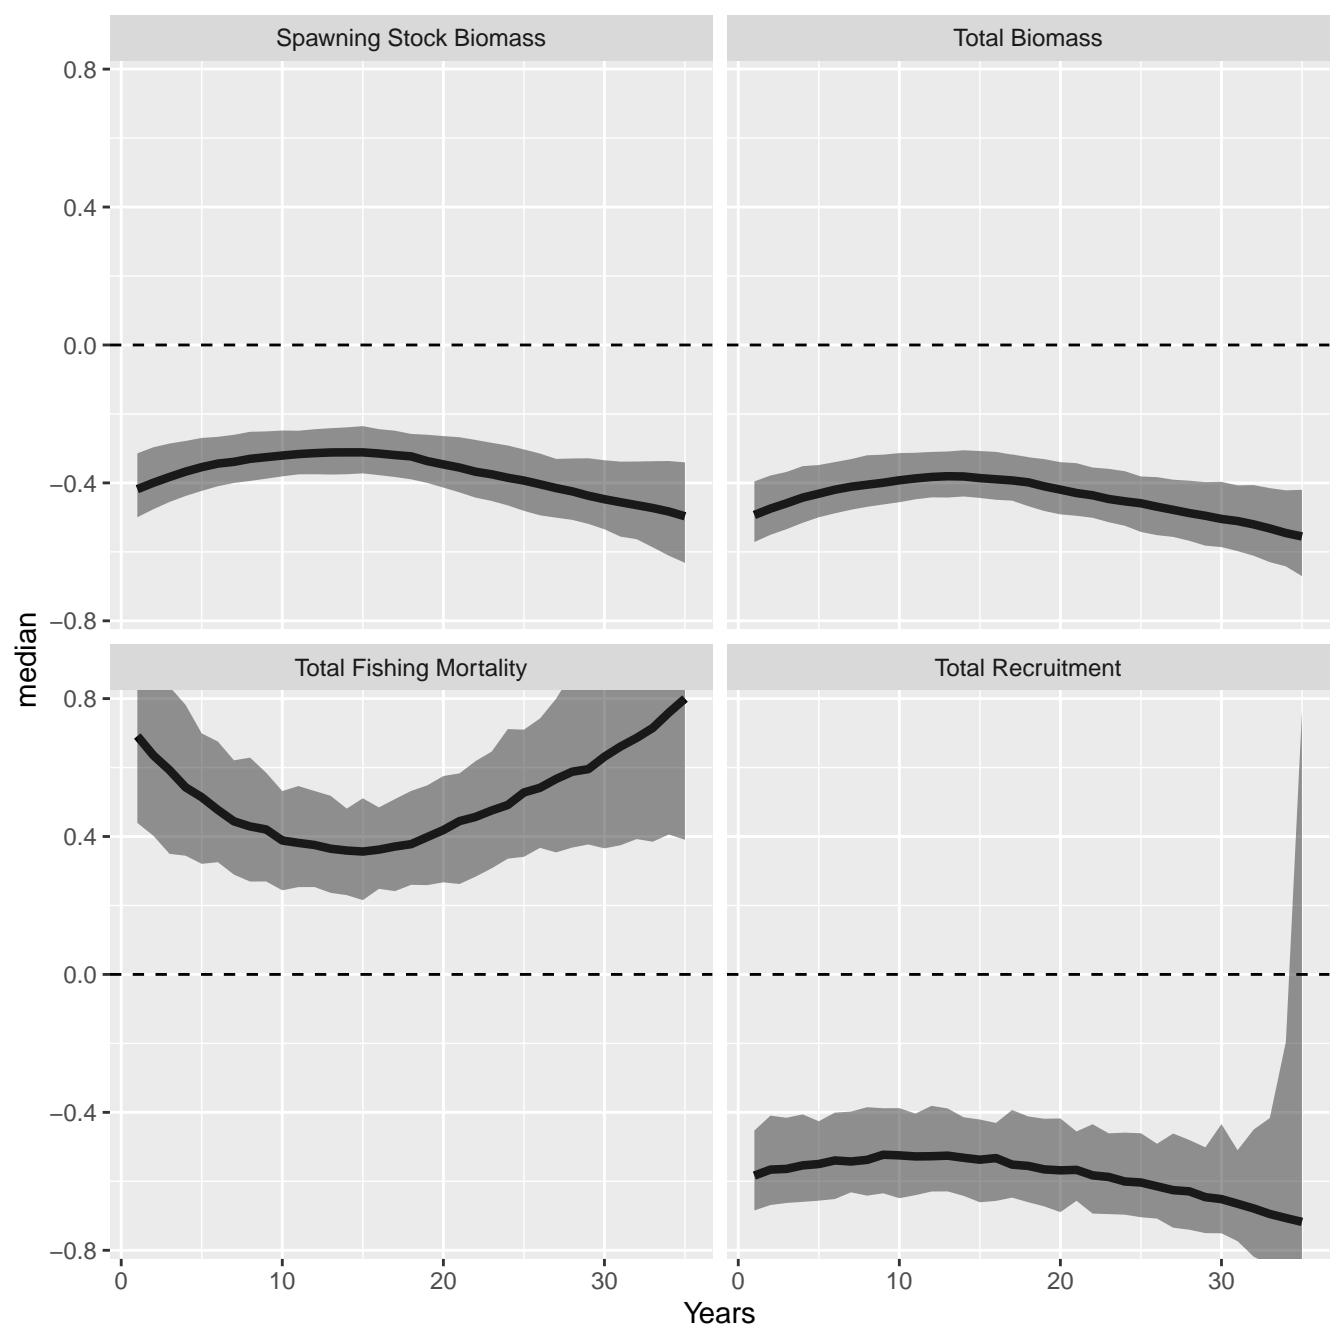 Spawning Stock Biomass
Total Biomass
0.8
0.4
0.0
−0.4
−0.8
median
Total Fishing Mortality
Total Recruitment
0.8
0.4
0.0
−0.4
−0.8
0 10 20 30
0 10 20 30
Years